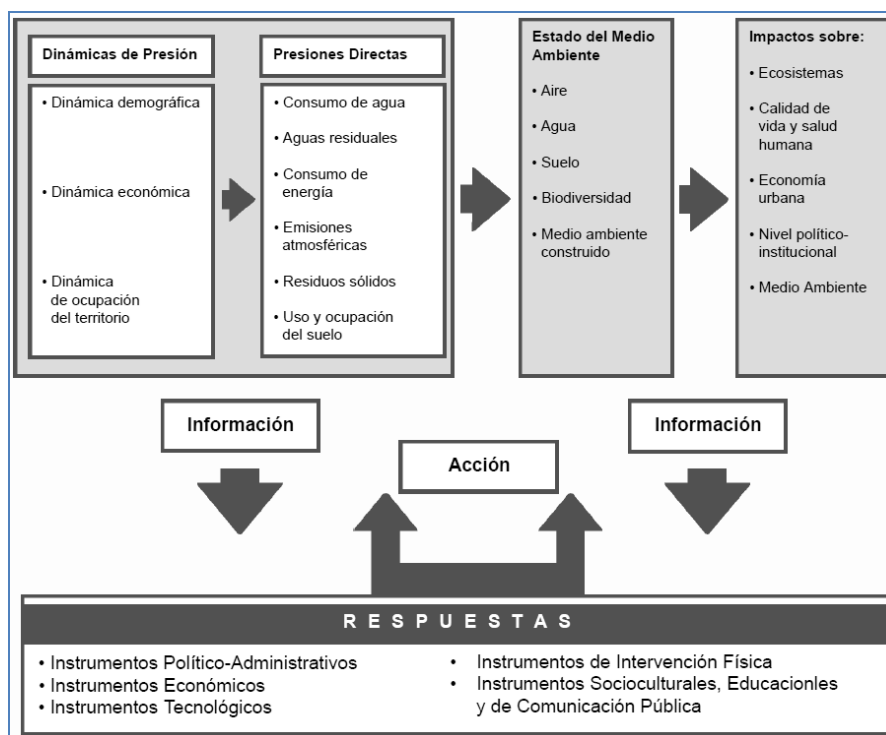 Dinámicas de Presión
• Dinámica demográfica
• Dinámica económica
• Dinámica
de ocupación
del territorio
Presiones Directas
• Consumo de agua
• Aguas residuales
• Consumo de
energía
• Emisiones
atmosféricas
• Residuos sólidos
• Uso y ocupación
del suelo
Estado del Medio
Ambiente
• Aire
• Agua
• Suelo
• Biodiversidad
• Medio ambiente
construido
Impactos sobre:
• Ecosistemas
• Calidad de
vida y salud
humana
• Economía
urbana
• Nivel político-
institucional
• Medio Ambiente
Información
Acción
Información
RESPUESTAS
• Instrumentos Político-Administrativos
• Instrumentos Económicos
• Instrumentos Tecnológicos
• Instrumentos de Intervención Física
• Instrumentos Socioculturales, Educacionles
y de Comunicación Pública